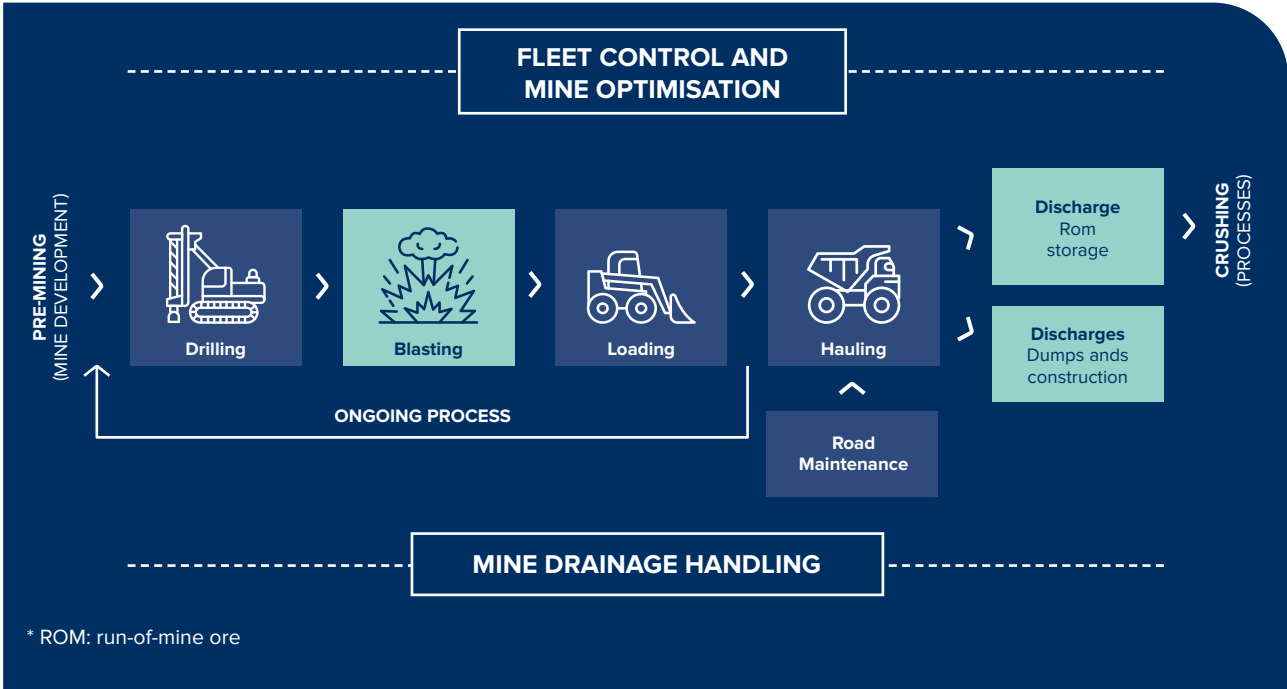 FLEET CONTROL AND
MINE OPTIMISATION
PRE-MINING
(MINE DEVELOPMENT)
Drilling
Blasting
Loading
Hauling
Discharge
Rom
storage
Discharges
Dumps ands
construction
CRUSHING
(PROCESSES)
ONGOING PROCESS
Road
Maintenance
MINE DRAINAGE HANDLING
* ROM: run-of-mine ore